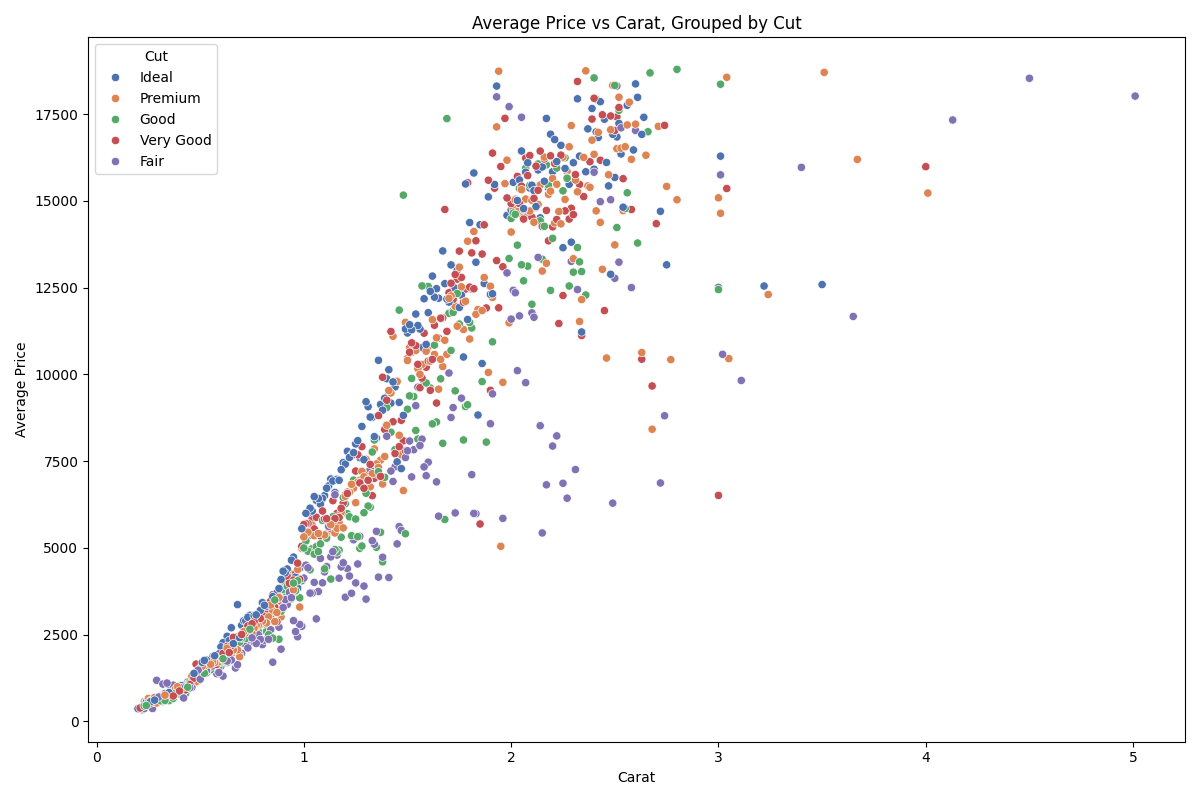 Average Price vs Carat, Grouped by Cut
Cut
Ideal
Premium
Good
Very Good
Fair
Average Price
17500
15000
12500
10000
7500
5000
2500
0
0 1 2 3 4 5
Carat